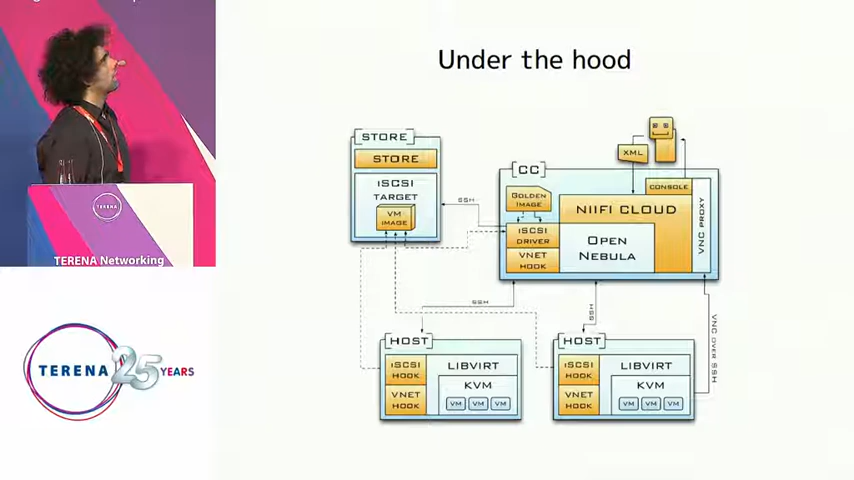 Under the hood
STORE
STORE
iSCSI
TARGET
VM
IMAGE
SSH
CC
GOLDEN
IMAGE
iSCSI
DRIVER
VNET
HOOK
NIIFI CLOUD
OPEN
NEBULA
CONSOLE
VNC PROXY
XML
SSH
SSH
VNC OVER SSH
HOST
iSCSI
HOOK
VNET
HOOK
LIBVIRT
KVM
VM VM VM
HOST
iSCSI
HOOK
VNET
HOOK
LIBVIRT
KVM
VM VM VM
TERENA
TERENA Networking
TERENA 25 YEARS